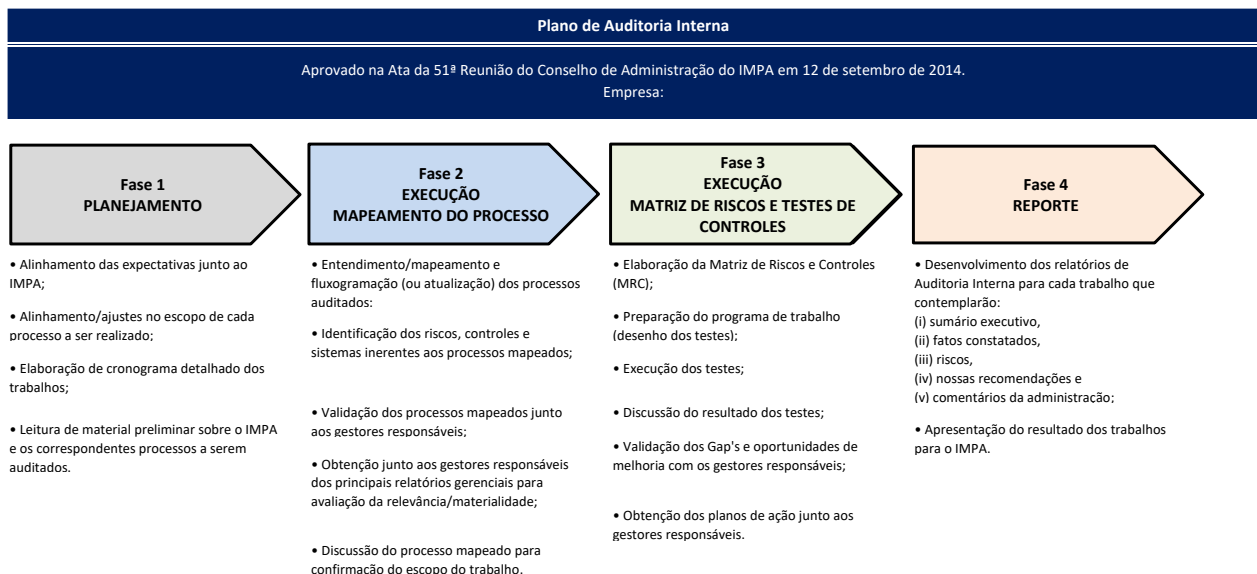 Plano de Auditoria Interna
Aprovado na Ata da 51ª Reunião do Conselho de Administração do IMPA em 12 de setembro de 2014.
Empresa:
Fase 1
PLANEJAMENTO
• Alinhamento das expectativas junto ao
IMPA;
• Alinhamento/ajustes no escopo de cada
processo a ser realizado;
• Elaboração de cronograma detalhado dos
trabalhos;
• Leitura de material preliminar sobre o IMPA
e os correspondentes processos a serem
auditados.
Fase 2
EXECUÇÃO
MAPEAMENTO DO PROCESSO
• Entendimento/mapeamento e
fluxogramação (ou atualização) dos processos
auditados:
• Identificação dos riscos, controles e
sistemas inerentes aos processos mapeados;
• Validação dos processos mapeados junto
aos gestores responsáveis;
• Obtenção junto aos gestores responsáveis
dos principais relatórios gerenciais para
avaliação da relevância/materialidade;
• Discussão do processo mapeado para
confirmação do escopo do trabalho.
Fase 3
EXECUÇÃO
MATRIZ DE RISCOS E TESTES DE
CONTROLES
• Elaboração da Matriz de Riscos e Controles
(MRC);
• Preparação do programa de trabalho
(desenho dos testes);
• Execução dos testes;
• Discussão do resultado dos testes;
• Validação dos Gap's e oportunidades de
melhoria com os gestores responsáveis;
• Obtenção dos planos de ação junto aos
gestores responsáveis.
Fase 4
REPORTE
• Desenvolvimento dos relatórios de
Auditoria Interna para cada trabalho que
contemplarão:
(i) sumário executivo,
(ii) fatos constatados,
(iii) riscos,
(iv) nossas recomendações e
(v) comentários da administração;
• Apresentação do resultado dos trabalhos
para o IMPA.